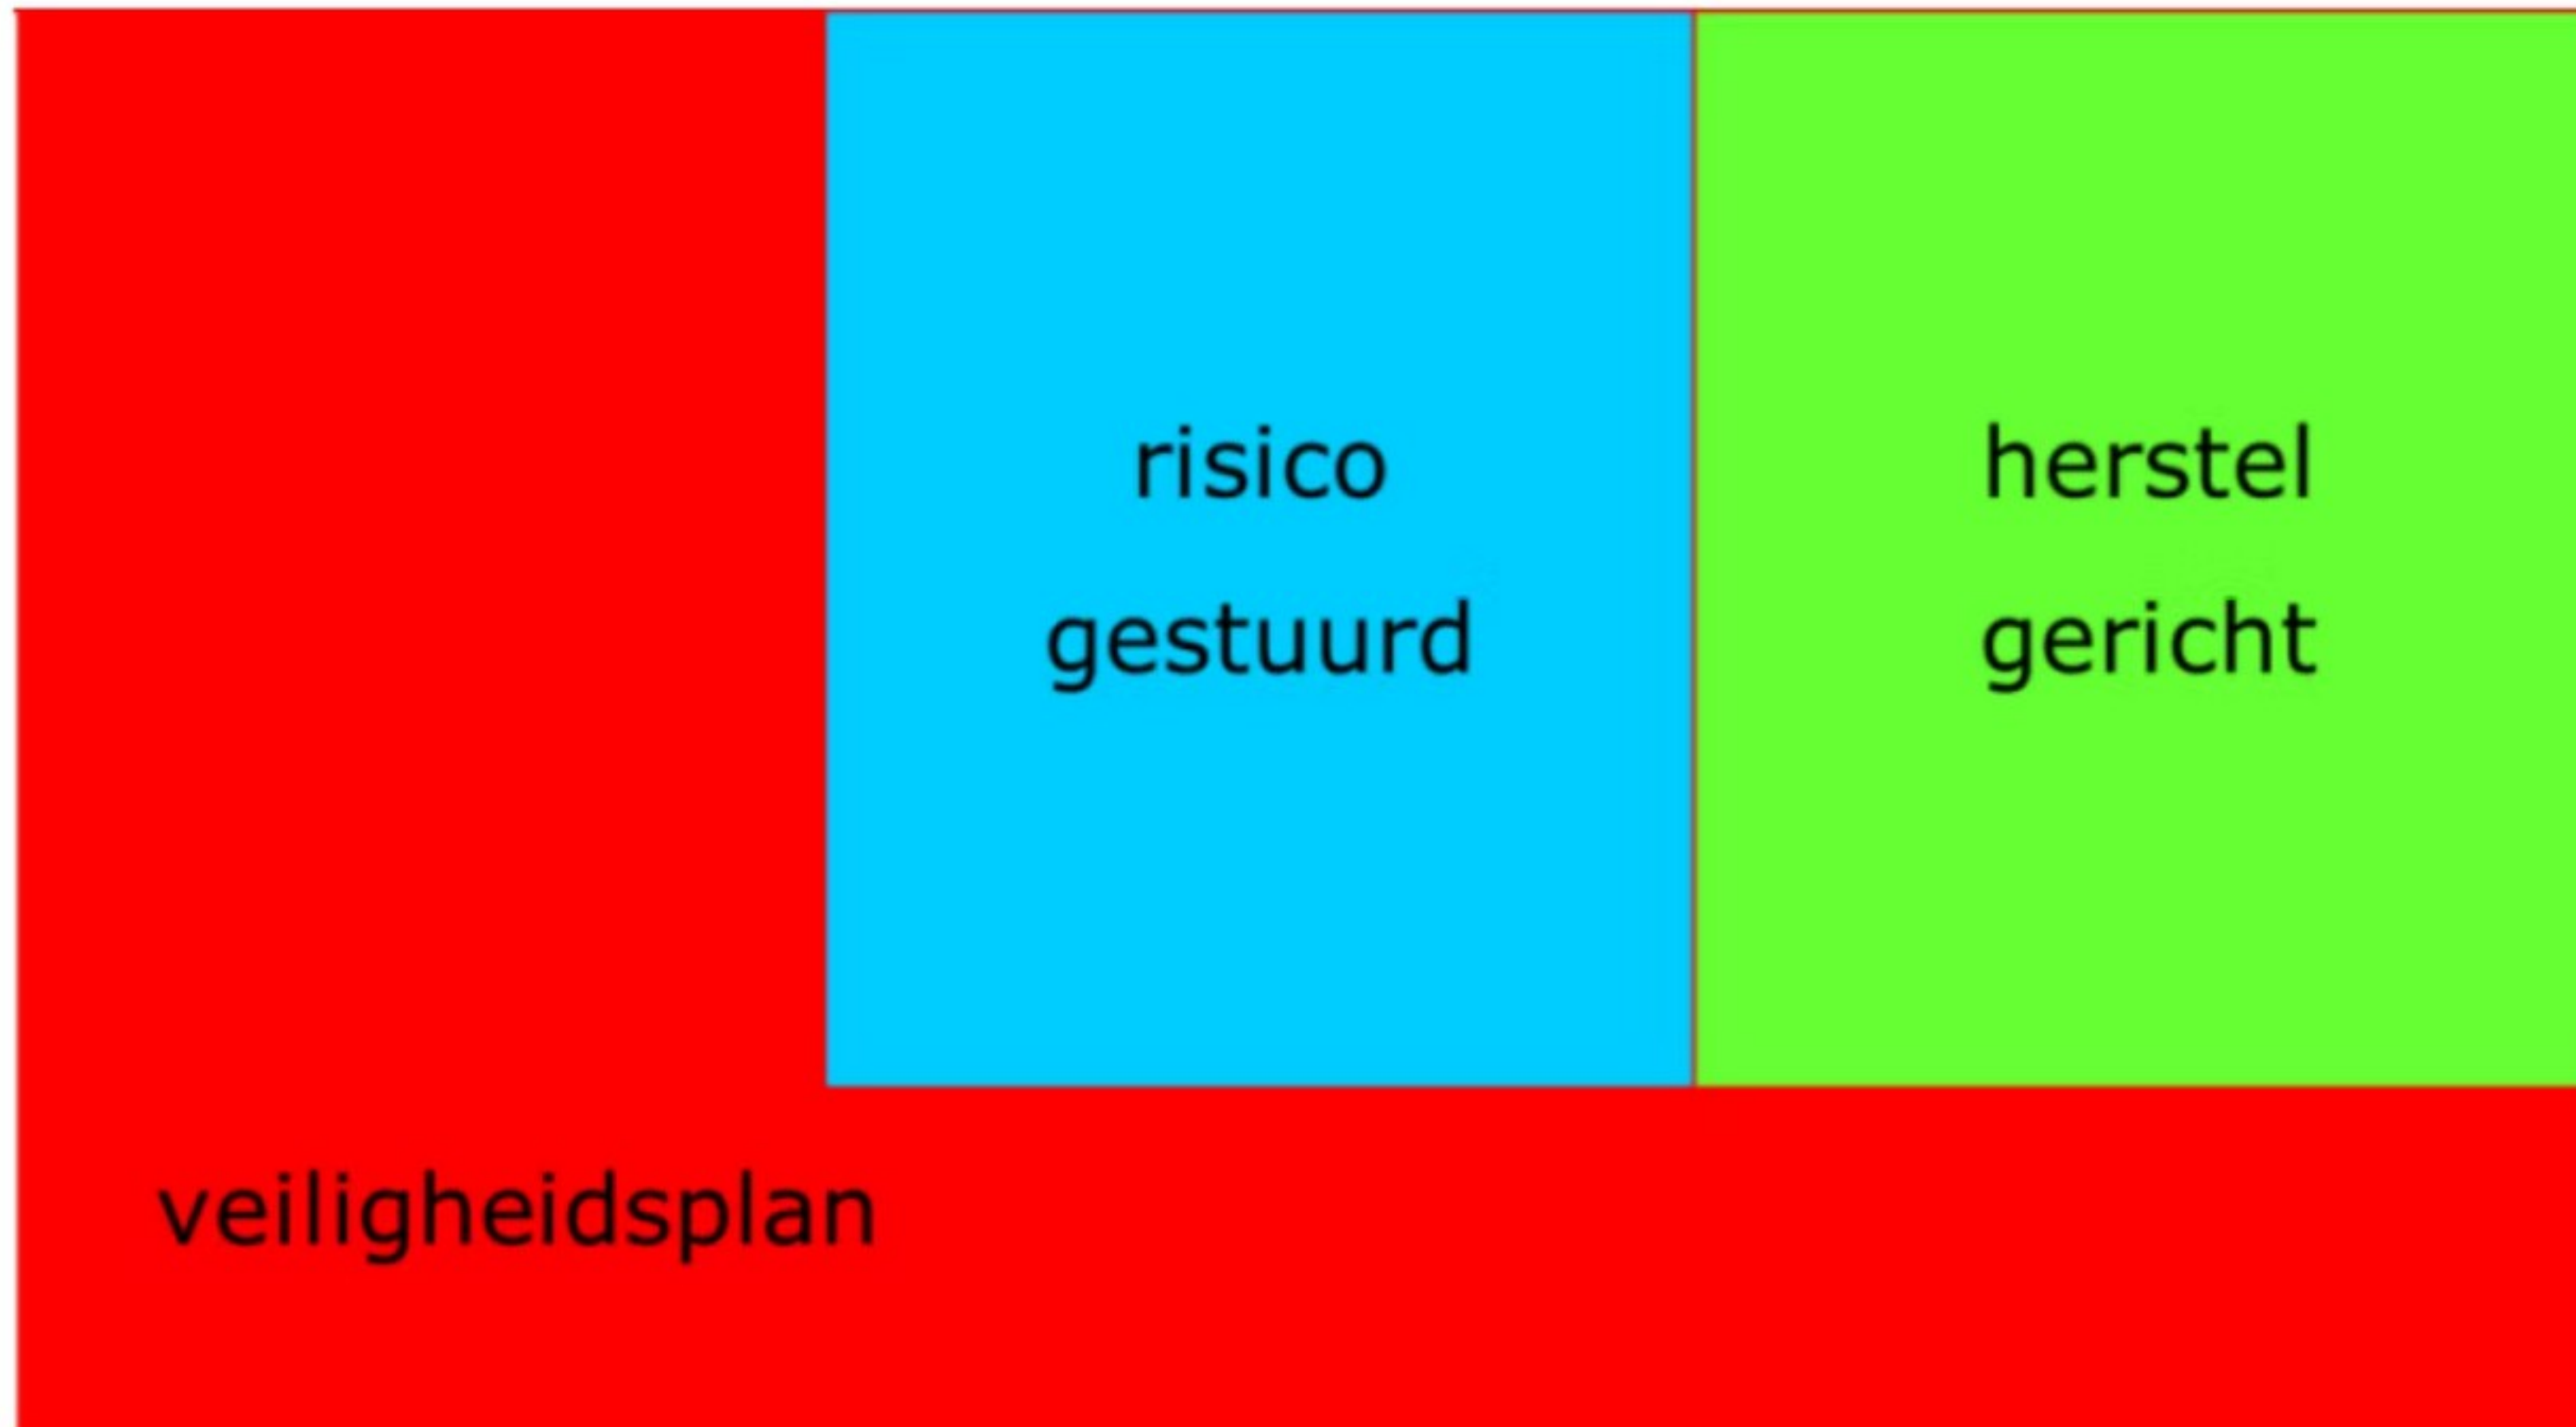 risico
gestuurd
herstel
gericht
veiligheidsplan